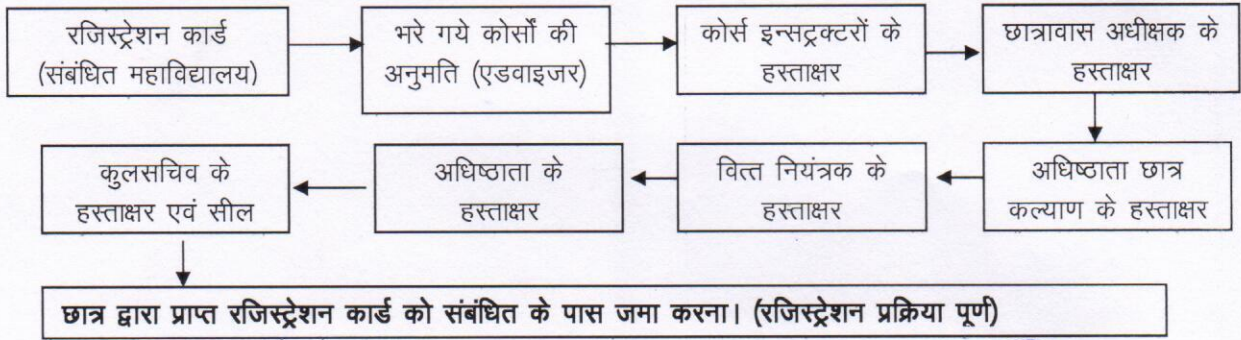 रजिस्ट्रेशन कार्ड
(संबंधित महाविद्यालय)
भरे गये कोर्सों की
अनुमति (एडवाइजर)
कोर्स इन्सट्रक्टरों के
हस्ताक्षर
छात्रावास अधीक्षक के
हस्ताक्षर
अधिष्ठाता छात्र
कल्याण के हस्ताक्षर
वित्त नियंत्रक के
हस्ताक्षर
अधिष्ठाता के
हस्ताक्षर
कुलसचिव के
हस्ताक्षर एवं सील
छात्र द्वारा प्राप्त रजिस्ट्रेशन कार्ड को संबंधित के पास जमा करना। (रजिस्ट्रेशन प्रक्रिया पूर्ण)